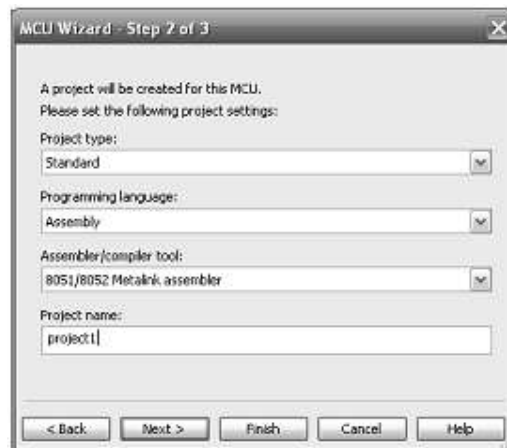 MCU Wizard - Step 2 of 3
A project will be created for this MCU.
Please set the following project settings:
Project type:
Standard
Programming language:
Assembly
Assembler/compiler tool:
8051/8052 Metalink assembler
Project name:
project1
< Back Next > Finish Cancel Help